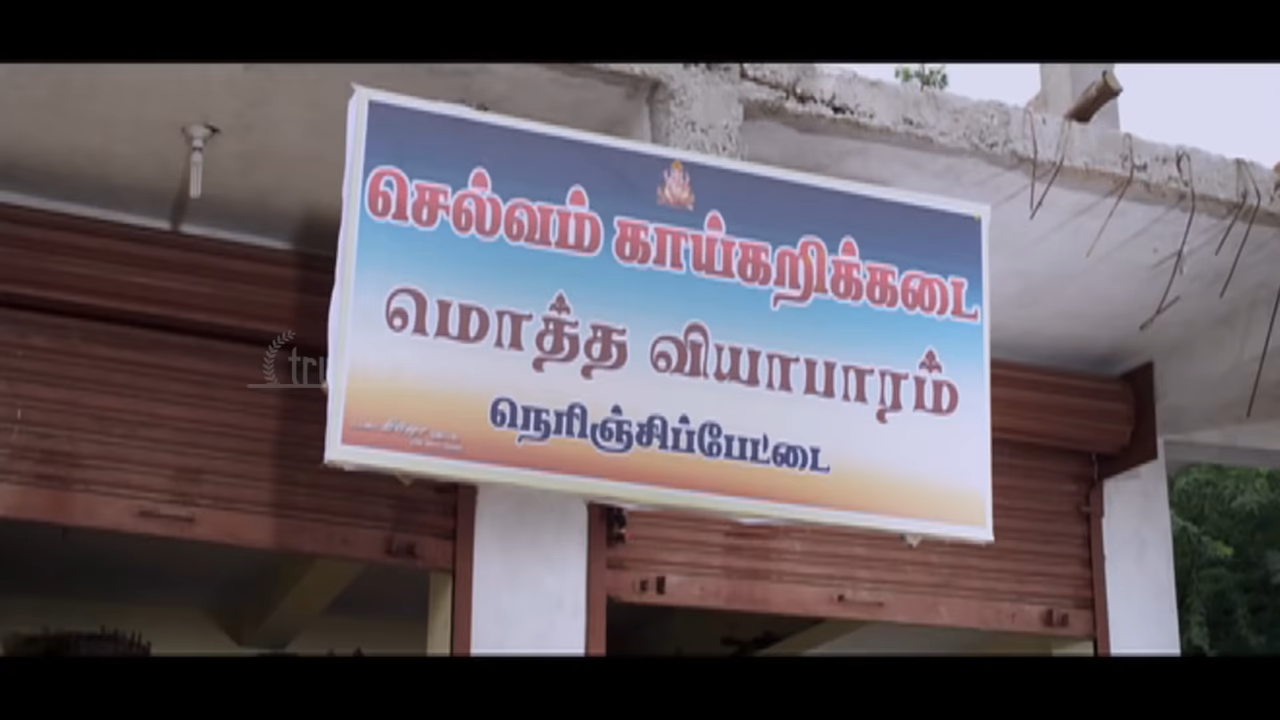 செல்வம் காய்கறிக்கடை
மொத்த வியாபாரம்
நெரிஞ்சிப்பேட்டை